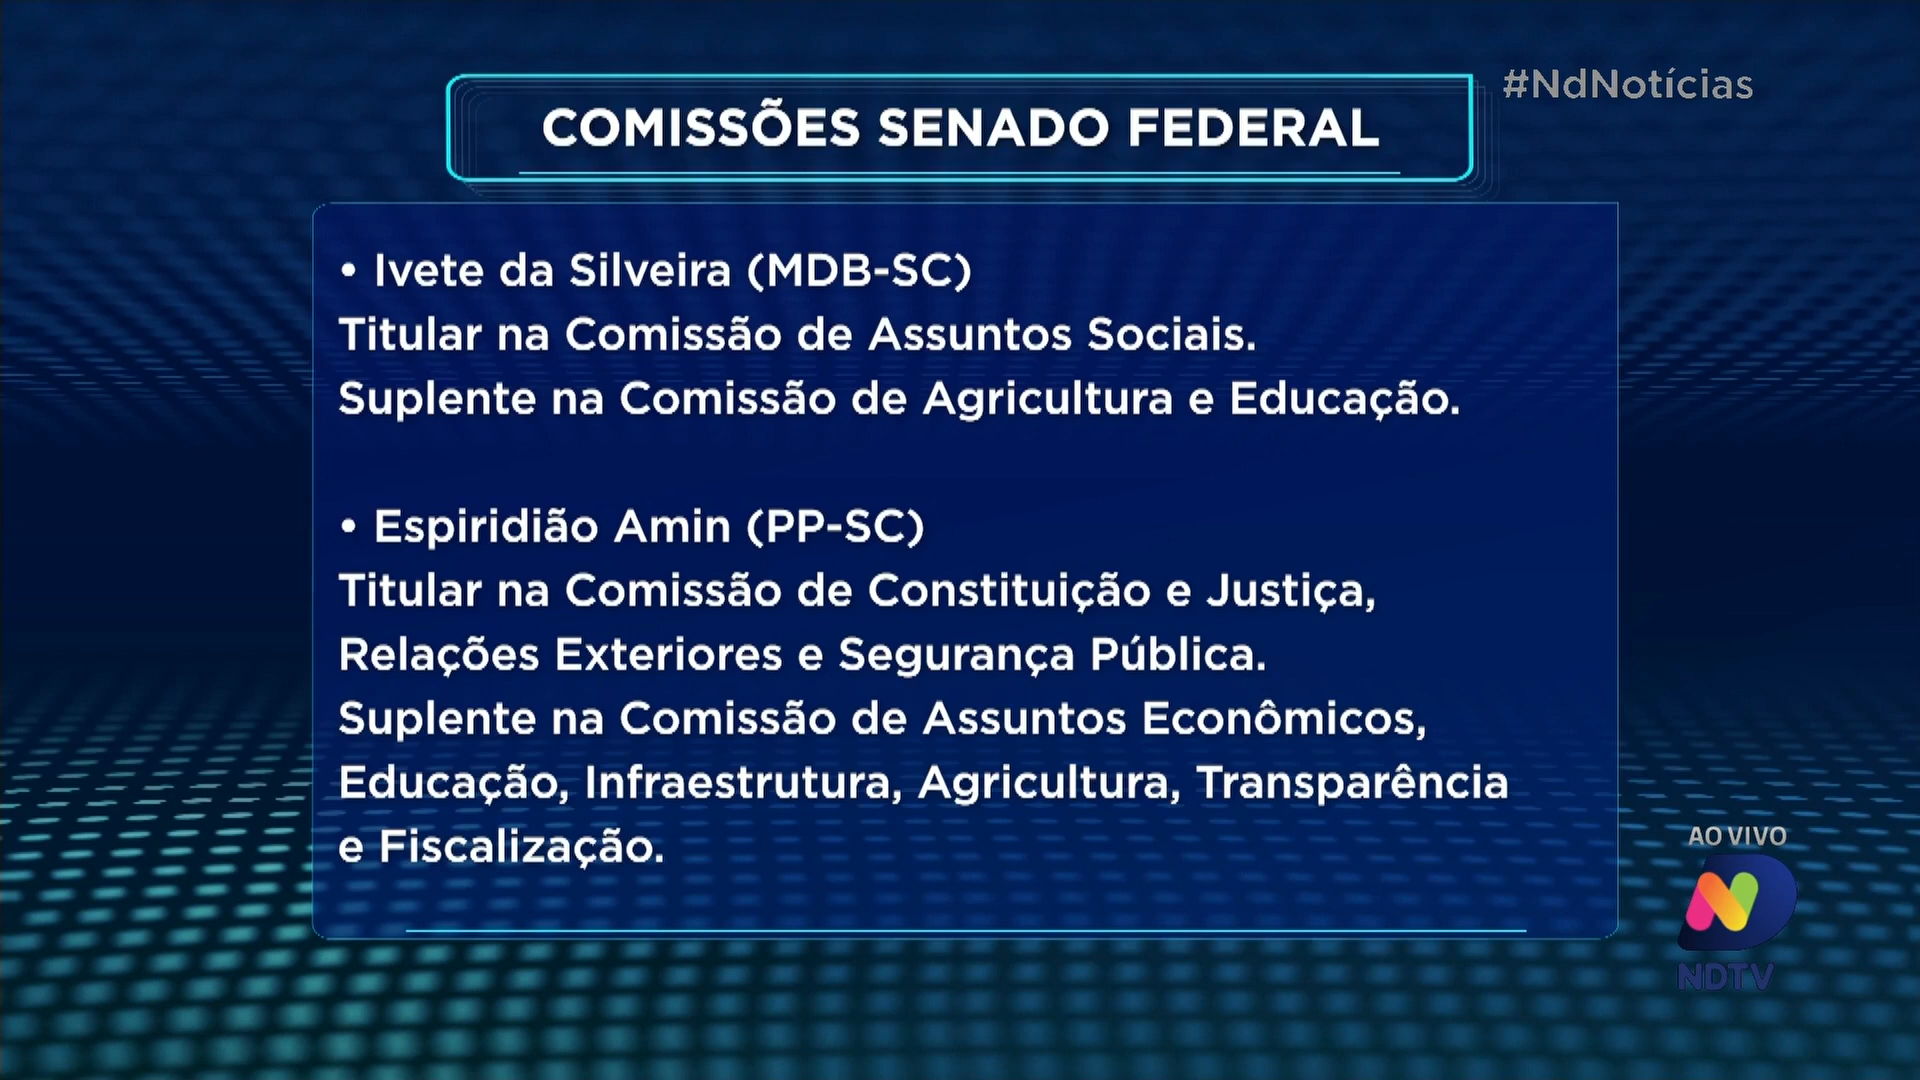 COMISSÕES SENADO FEDERAL
#NdNotícias
• Ivete da Silveira (MDB-SC)
Titular na Comissão de Assuntos Sociais.
Suplente na Comissão de Agricultura e Educação.
• Espiridião Amin (PP-SC)
Titular na Comissão de Constituição e Justiça,
Relações Exteriores e Segurança Pública.
Suplente na Comissão de Assuntos Econômicos,
Educação, Infraestrutura, Agricultura, Transparência
e Fiscalização.
AO VIVO
NDTV